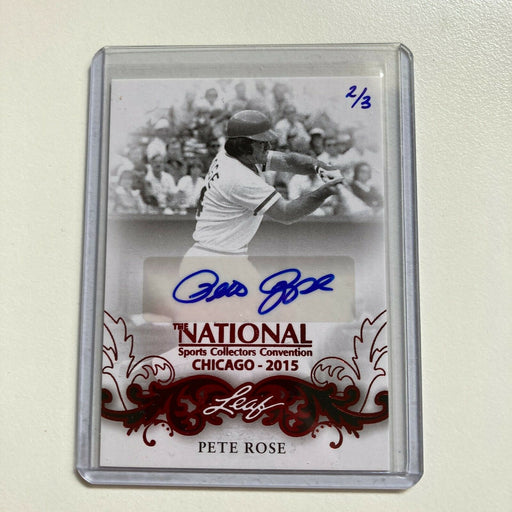 2/3
Pete Rose
THE NATIONAL
Sports Collectors Convention
CHICAGO - 2015
Leaf
PETE ROSE